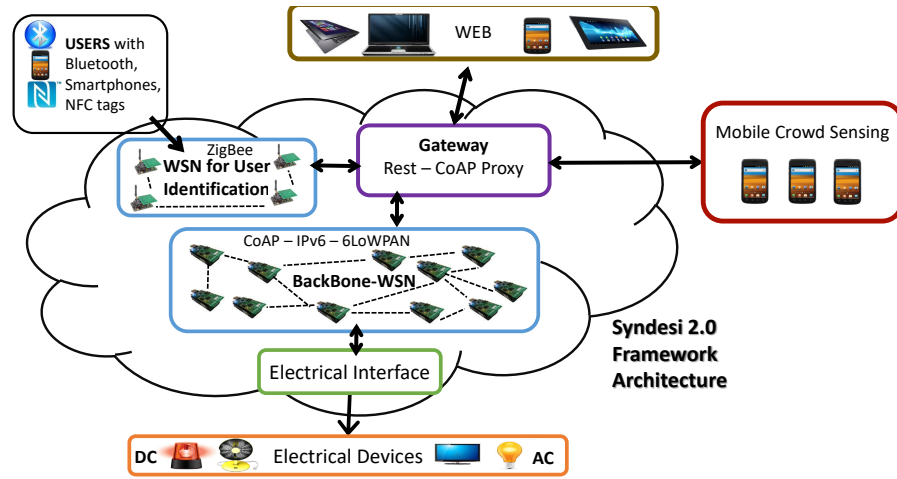 USERS with
Bluetooth,
Smartphones,
NFC tags
WEB
ZigBee
WSN for User
Identification
Gateway
Rest – CoAP Proxy
Mobile Crowd Sensing
CoAP – IPv6 – 6LoWPAN
BackBone-WSN
Syndesi 2.0
Framework
Architecture
Electrical Interface
DC Electrical Devices AC